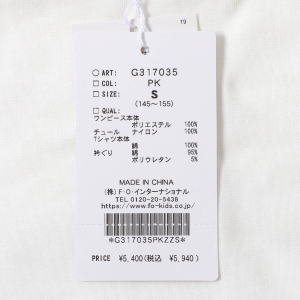 19
○ ART: G317035
□ COL: PK
□ SIZE: S
(145〜155)
□ QUAL:
ワンピース本体
ポリエステル 100%
チュール ナイロン 100%
Tシャツ本体
綿 100%
衿ぐり 綿 95%
ポリウレタン 5%
MADE IN CHINA
(株)F・O・インターナショナル
TEL 0120-20-5438
https://www.fo-kids.co.jp/
*G317035PKZZS*
PRICE ¥5,400(税込 ¥5,940)